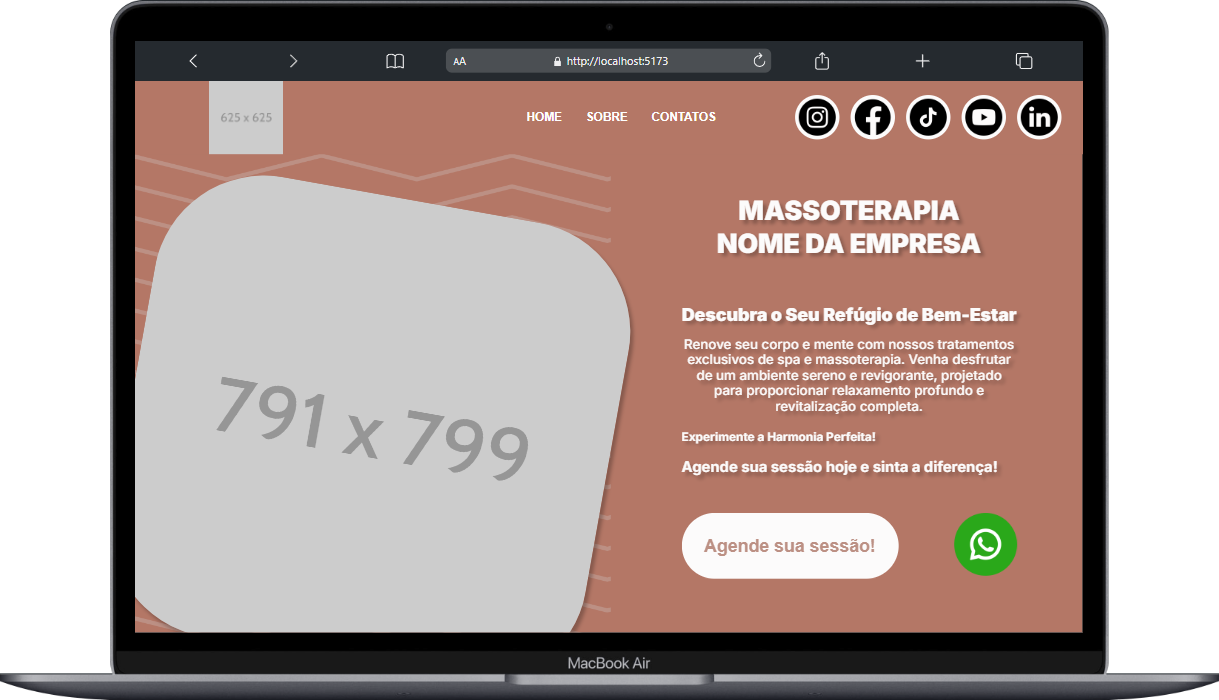 AA
http://localhost:5173
625 x 625
HOME
SOBRE
CONTATOS
in
MASSOTERAPIA
NOME DA EMPRESA
791 x 799
Descubra o Seu Refúgio de Bem-Estar
Renove seu corpo e mente com nossos tratamentos
exclusivos de spa e massoterapia. Venha desfrutar
de um ambiente sereno e revigorante, projetado
para proporcionar relaxamento profundo e
revitalização completa.
Experimente a Harmonia Perfeita!
Agende sua sessão hoje e sinta a diferença!
Agende sua sessão!
MacBook Air